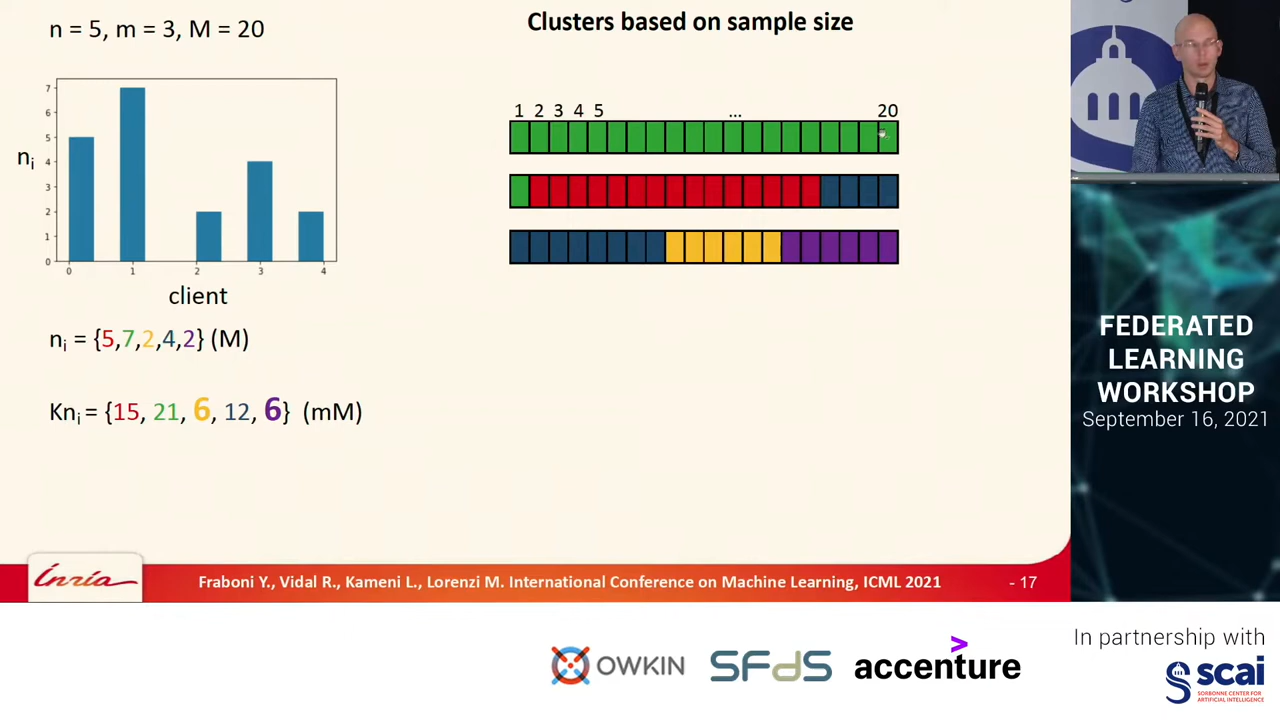 n = 5, m = 3, M = 20
Clusters based on sample size
7
6
5
4
3
2
1
0
nᵢ
0 1 2 3 4
client
1 2 3 4 5 ... 20
nᵢ = {5,7,2,4,2} (M)
Knᵢ = {15, 21, 6, 12, 6} (mM)
FEDERATED
LEARNING
WORKSHOP
September 16, 2021
Inria
Fraboni Y., Vidal R., Kameni L., Lorenzi M. International Conference on Machine Learning, ICML 2021
- 17
OWKIN
SFdS
accenture
In partnership with
scai
SORBONNE CENTER FOR
ARTIFICIAL INTELLIGENCE